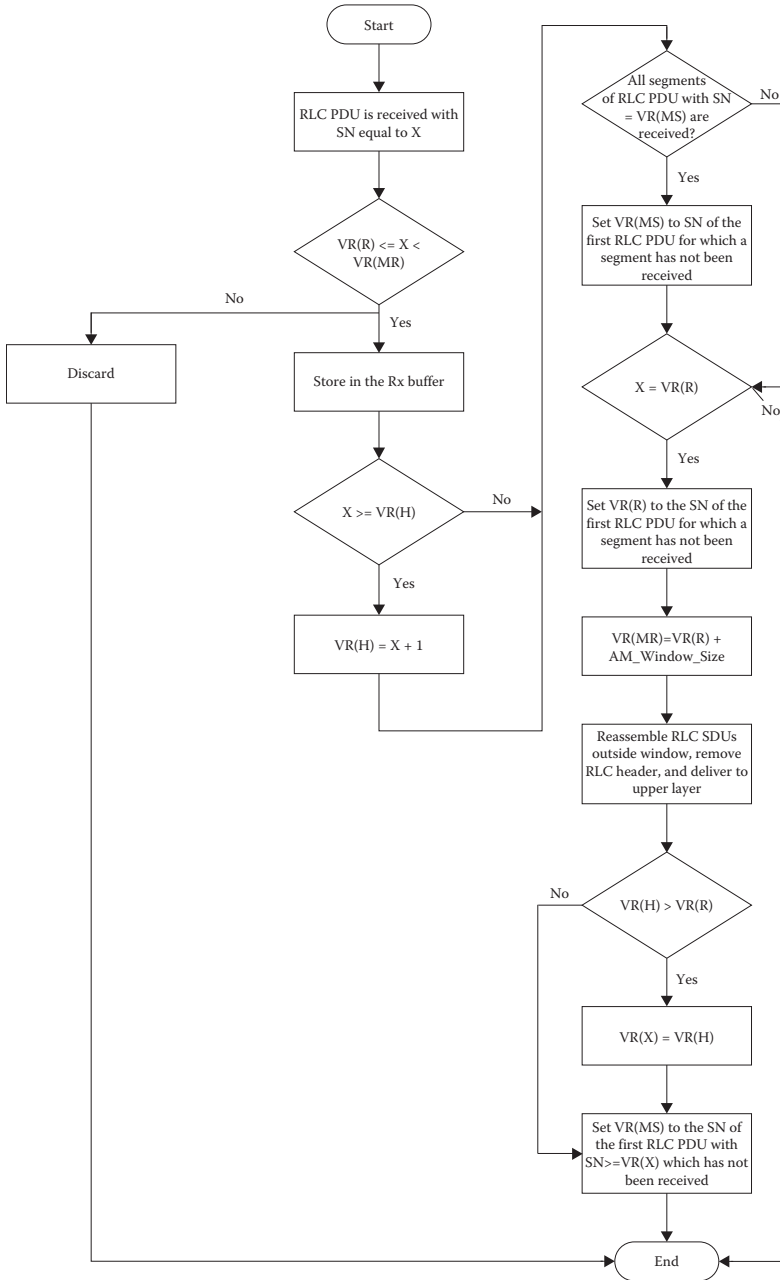 Start
RLC PDU is received with
SN equal to X
VR(R) <= X <
VR(MR)
No
Yes
Discard
Store in the Rx buffer
X >= VR(H)
No
Yes
VR(H) = X + 1
All segments
of RLC PDU with SN
= VR(MS) are
received?
No
Yes
Set VR(MS) to SN of the
first RLC PDU for which a
segment has not been
received
X = VR(R)
No
Yes
Set VR(R) to the SN of the
first RLC PDU for which a
segment has not been
received
VR(MR)=VR(R) +
AM_Window_Size
Reassemble RLC SDUs
outside window, remove
RLC header, and deliver to
upper layer
VR(H) > VR(R)
No
Yes
VR(X) = VR(H)
Set VR(MS) to the SN of
the first RLC PDU with
SN>=VR(X) which has not
been received
End